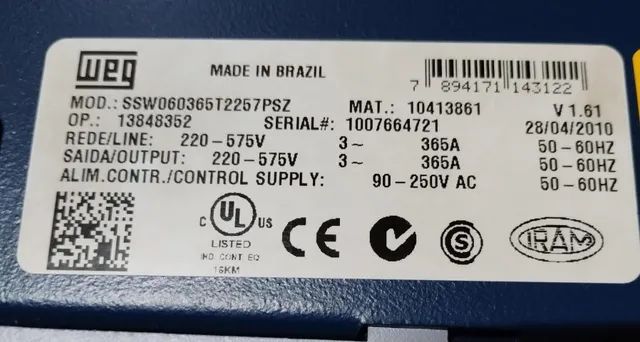 weg
MADE IN BRAZIL
7 894171 143122
MOD.: SSW060365T2257PSZ MAT.: 10413861 V 1.61
OP.: 13848352 SERIAL#: 1007664721 28/04/2010
REDE/LINE: 220-575V 3~ 365A 50-60HZ
SAIDA/OUTPUT: 220-575V 3~ 365A 50-60HZ
ALIM.CONTR./CONTROL SUPPLY: 90-250V AC 50-60HZ
C UL US
LISTED
IND. CONT. EQ
16KM
CE
C S
IRAM